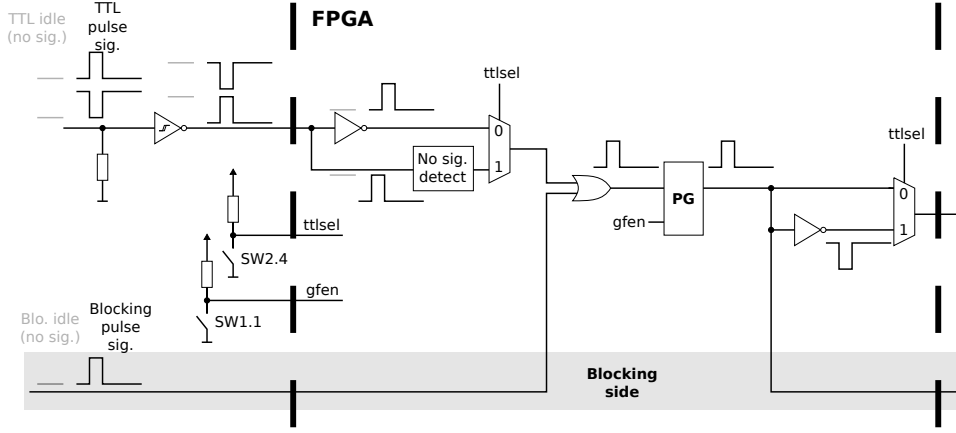 TTL idle
(no sig.)
TTL
pulse
sig.
FPGA
ttlsel
0
1
No sig.
detect
ttlsel
SW2.4
gfen
SW1.1
gfen
PG
ttlsel
0
1
Blo. idle
(no sig.)
Blocking
pulse
sig.
Blocking
side